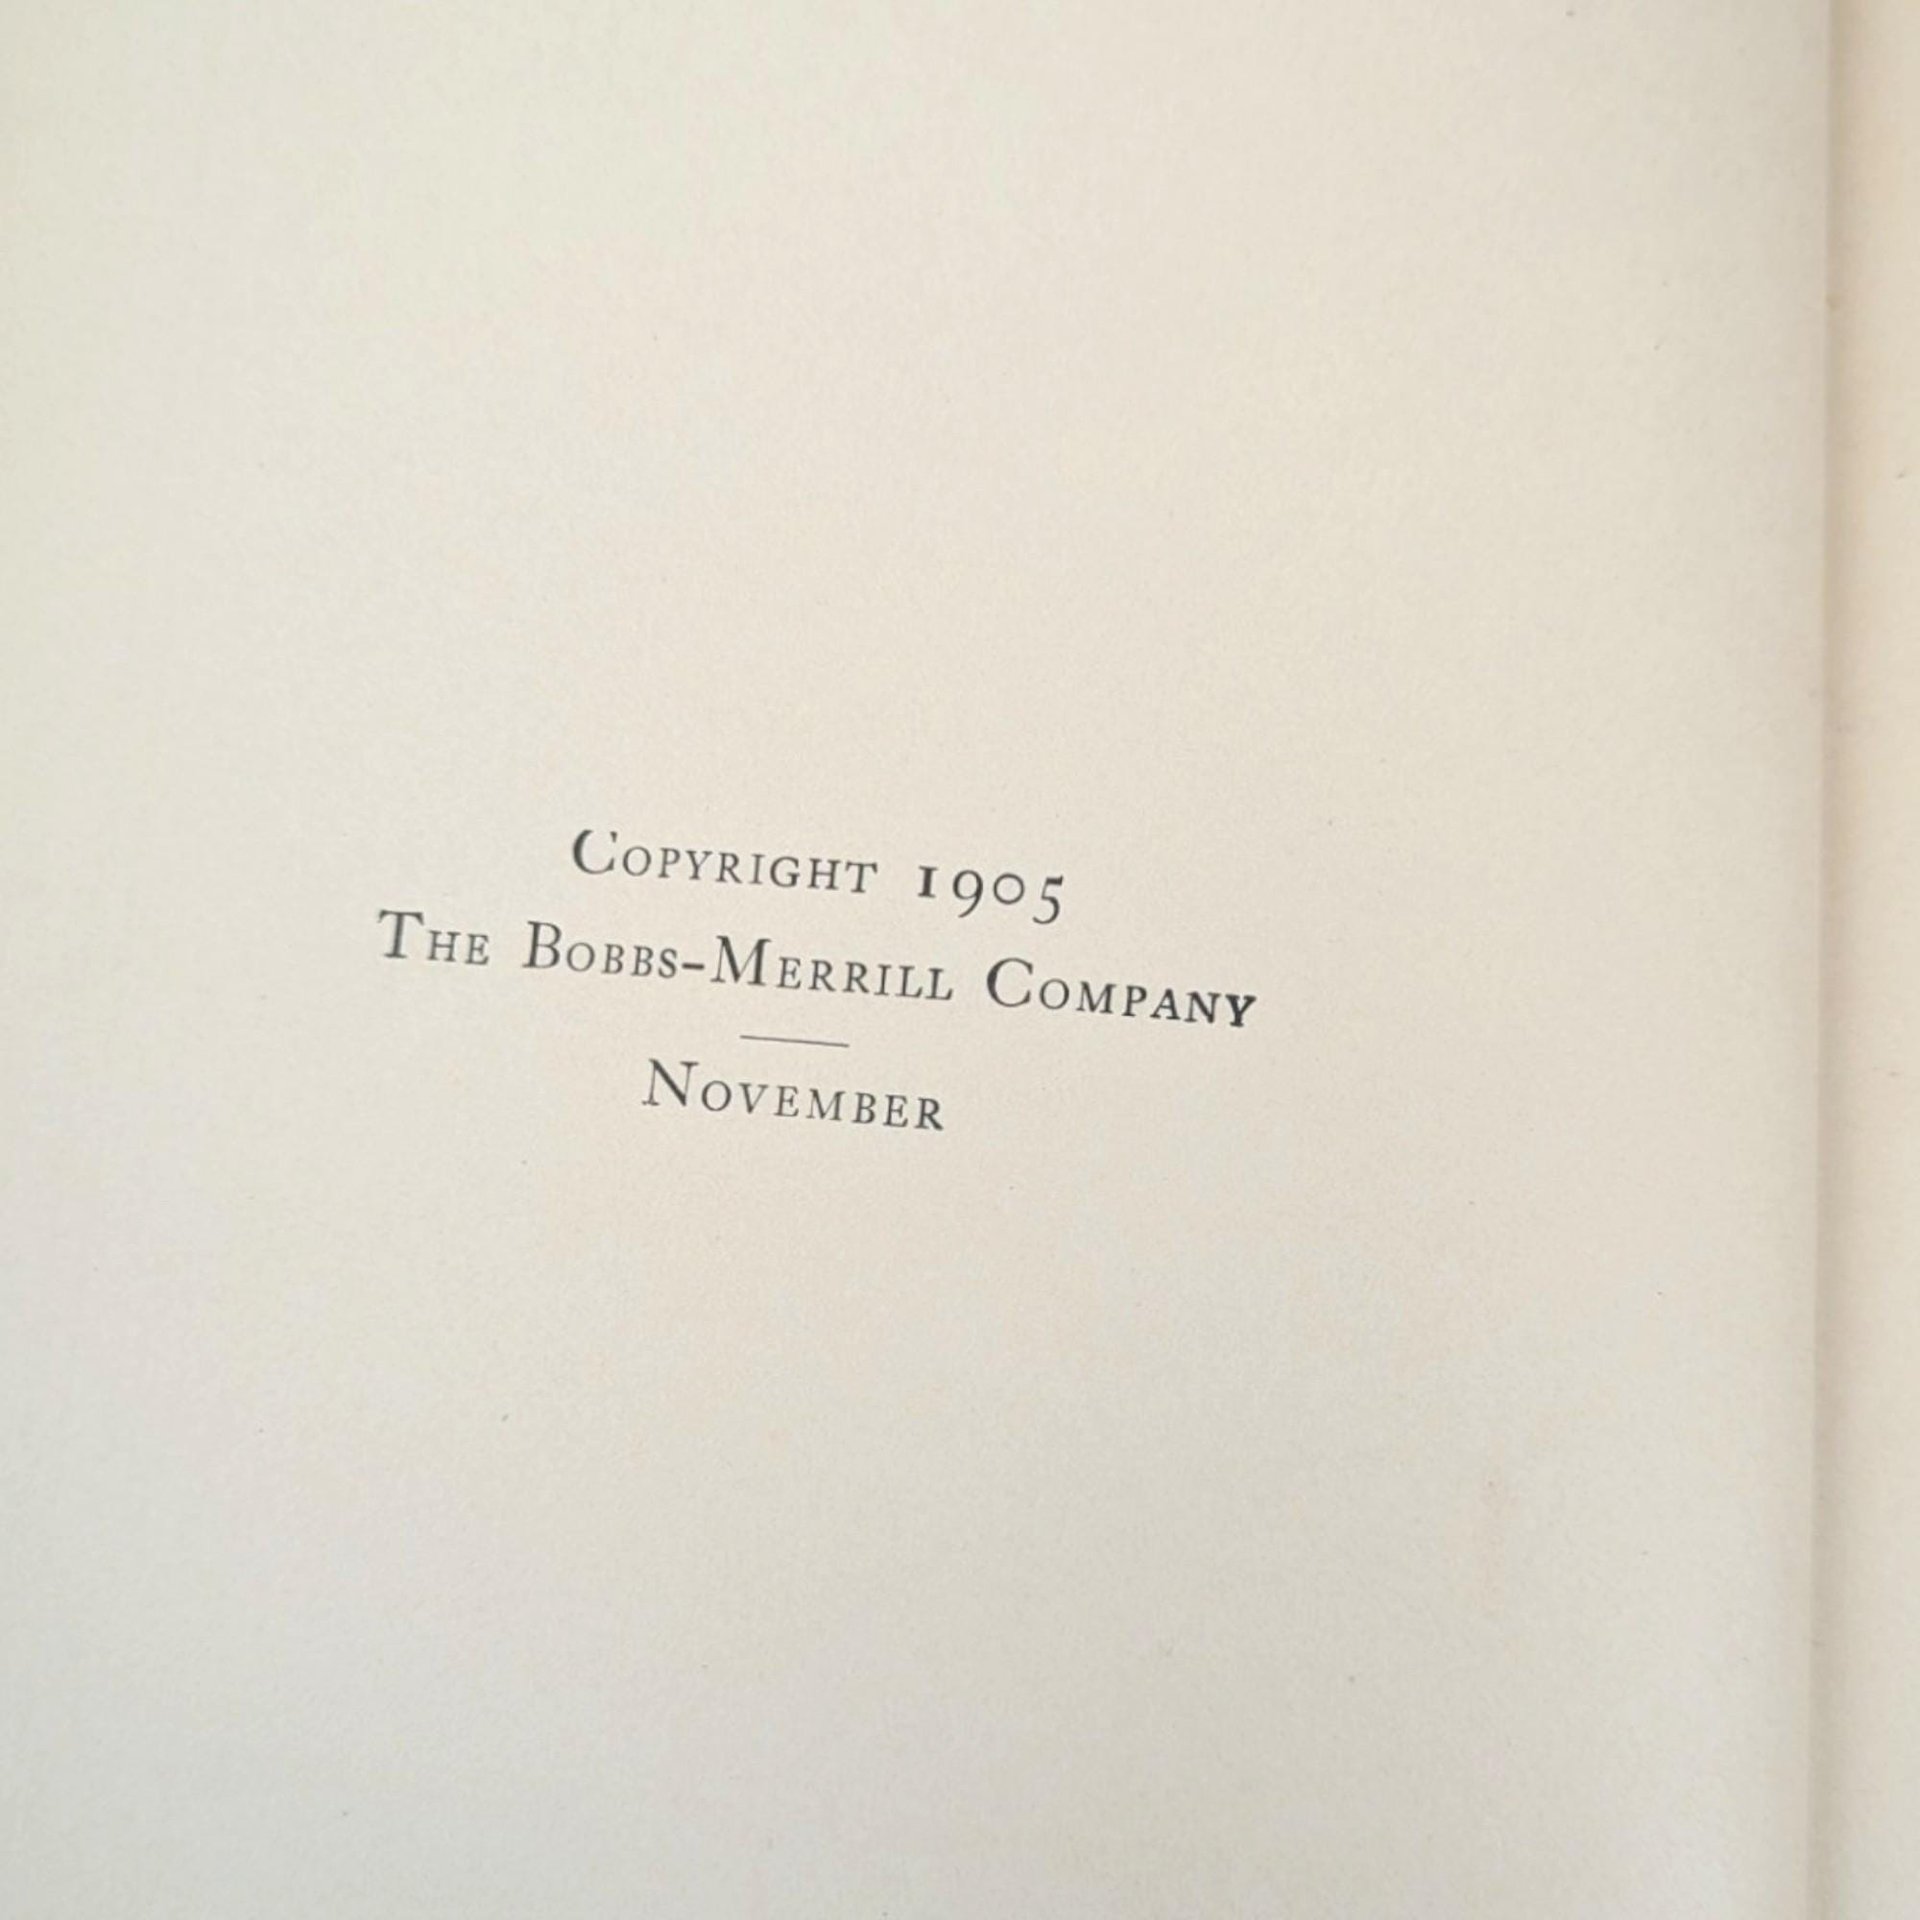 Copyright 1905
The Bobbs-Merrill Company
November